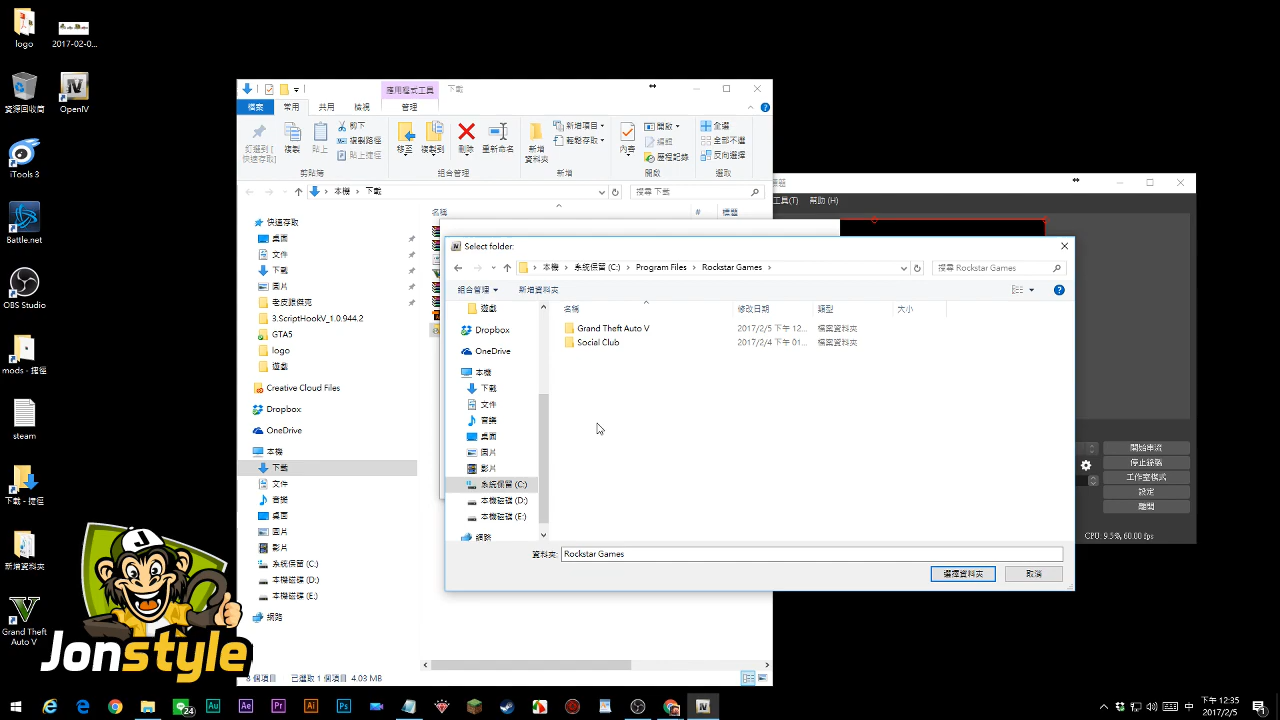 logo
2017-02-0...
資源回收筒
OpenIV
iTools 3
Battle.net
OBS Studio
mods - 捷徑
steam
下載 - 捷徑
新增資料夾
Grand Theft Auto V
應用程式工具
下載
檔案
常用
共用
檢視
管理
釘選到 [快速存取]
複製
貼上
剪下
複製路徑
貼上捷徑
剪貼簿
移至
複製到
刪除
重新命名
組合管理
新增資料夾
新增項目
輕鬆存取
新增
內容
開啟
編輯
歷程記錄
開啟
全選
全部不選
反向選擇
選取
本機
下載
搜尋 下載
名稱
#
標題
快速存取
桌面
文件
下載
圖片
老皮跟傑克
3.ScriptHookV_1.0.944.2
GTA5
logo
遊戲
Creative Cloud Files
Dropbox
OneDrive
本機
下載
文件
音樂
桌面
圖片
影片
系統保留 (C:)
本機磁碟 (D:)
本機磁碟 (E:)
網路
8 個項目
已選取 1 個項目 4.03 MB
工具(T)
幫助 (H)
Select folder:
本機
系統保留 (C:)
Program Files
Rockstar Games
搜尋 Rockstar Games
組合管理
新增資料夾
遊戲
Dropbox
OneDrive
本機
下載
文件
音樂
桌面
圖片
影片
系統保留 (C:)
本機磁碟 (D:)
本機磁碟 (E:)
網路
名稱
修改日期
類型
大小
Grand Theft Auto V
2017/2/5 下午 12...
檔案資料夾
Social Club
2017/2/4 下午 01...
檔案資料夾
資料夾:
Rockstar Games
選擇資料夾
取消
開始串流
停止錄影
工作室模式
設定
離開
CPU: 9.5%, 60.00 fps
J
Jonstyle
24
Au
Ae
Pr
Ai
Ps
中
下午 12:35
2017/2/5
1